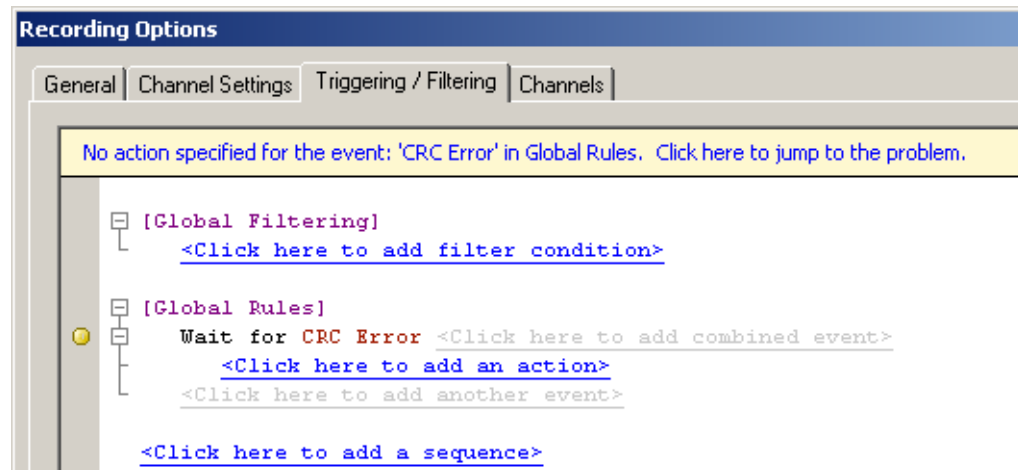 Recording Options
General Channel Settings Triggering / Filtering Channels
No action specified for the event: 'CRC Error' in Global Rules. Click here to jump to the problem.
[Global Filtering]
<Click here to add filter condition>
[Global Rules]
Wait for CRC Error <Click here to add combined event>
<Click here to add an action>
<Click here to add another event>
<Click here to add a sequence>